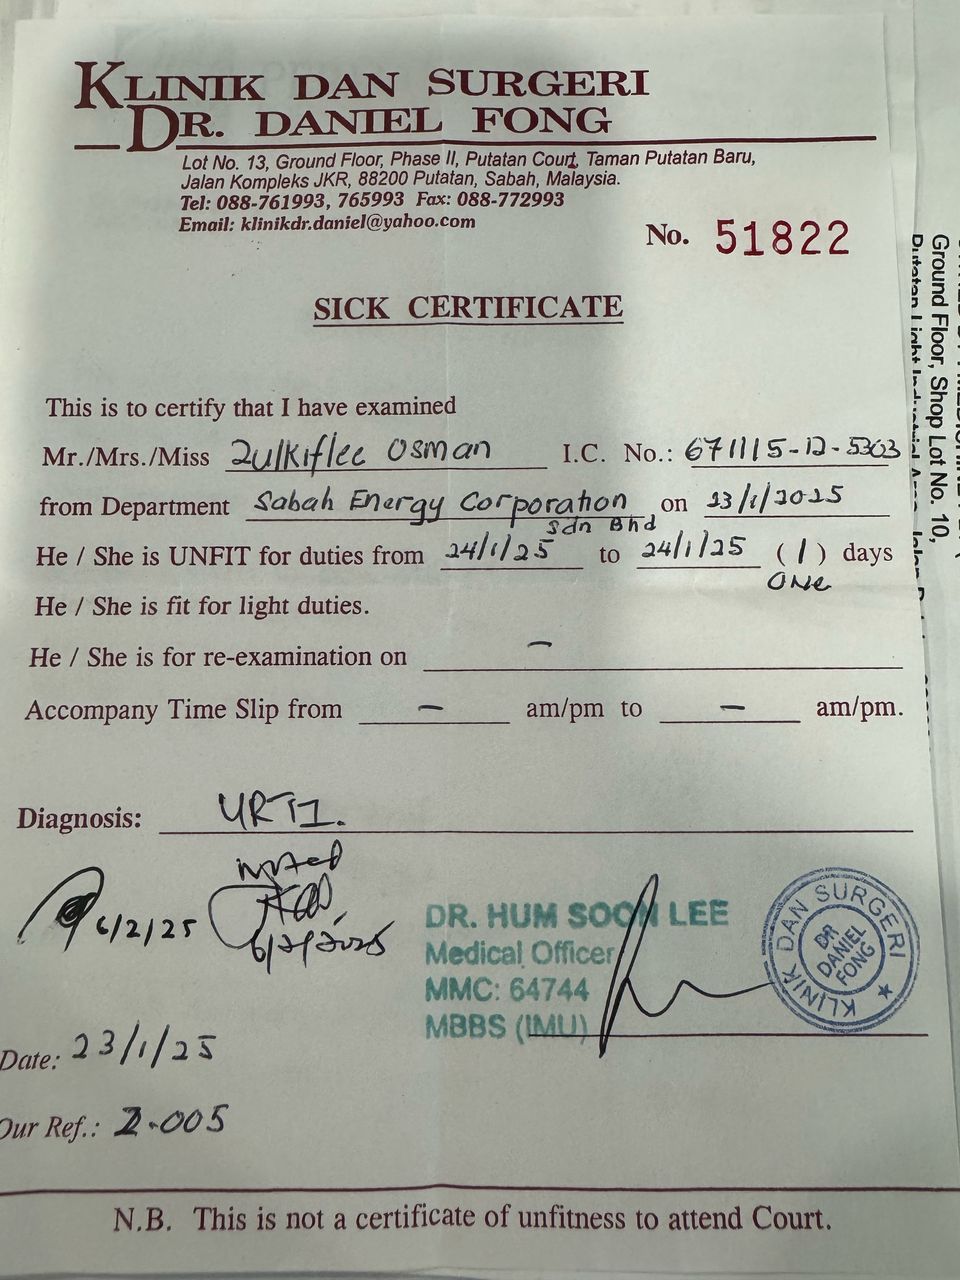 KLINIK DAN SURGERI
DR. DANIEL FONG
Lot No. 13, Ground Floor, Phase II, Putatan Court, Taman Putatan Baru,
Jalan Kompleks JKR, 88200 Putatan, Sabah, Malaysia.
Tel: 088-761993, 765993 Fax: 088-772993
Email: klinikdr.daniel@yahoo.com
No. 51822
SICK CERTIFICATE
This is to certify that I have examined
Mr./Mrs./Miss Zulkiflee Osman I.C. No.: 671115-12-5303
from Department Sabah Energy Corporation on 23/1/2025
Sdn Bhd
He / She is UNFIT for duties from 24/1/25 to 24/1/25 (1) days
ONe
He / She is fit for light duties.
He / She is for re-examination on –
Accompany Time Slip from – am/pm to – am/pm.
Diagnosis: URTI.
noted
6/2/25
6/2/2025
DR. HUM SOON LEE
Medical Officer
MMC: 64744
MBBS (IMU)
KLINIK DAN SURGERI
DR
DANIEL
FONG
Date: 23/1/25
Our Ref.: 2-005
N.B. This is not a certificate of unfitness to attend Court.
Ground Floor, Shop Lot No. 10,